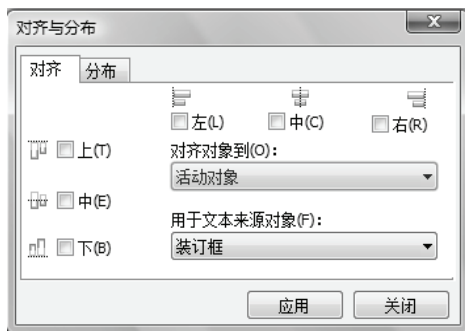 对齐与分布
对齐 分布
左(L) 中(C) 右(R)
上(T) 对齐对象到(O):
活动对象
中(E)
用于文本来源对象(F):
下(B) 装订框
应用 关闭